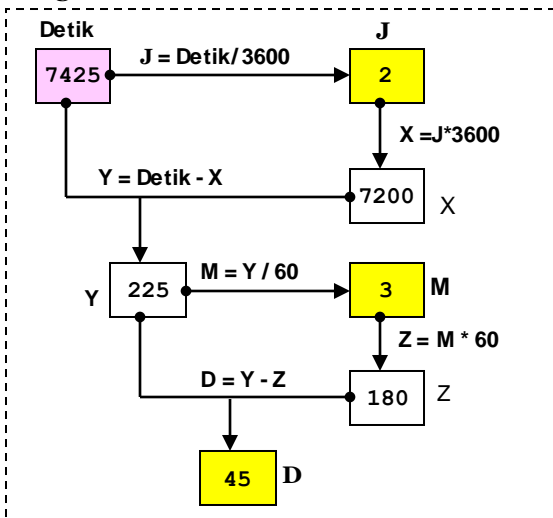 Detik
J
7425
J = Detik/3600
2
X =J*3600
Y = Detik - X
7200
X
Y
225
M = Y / 60
3
M
Z = M * 60
D = Y - Z
180
Z
45
D